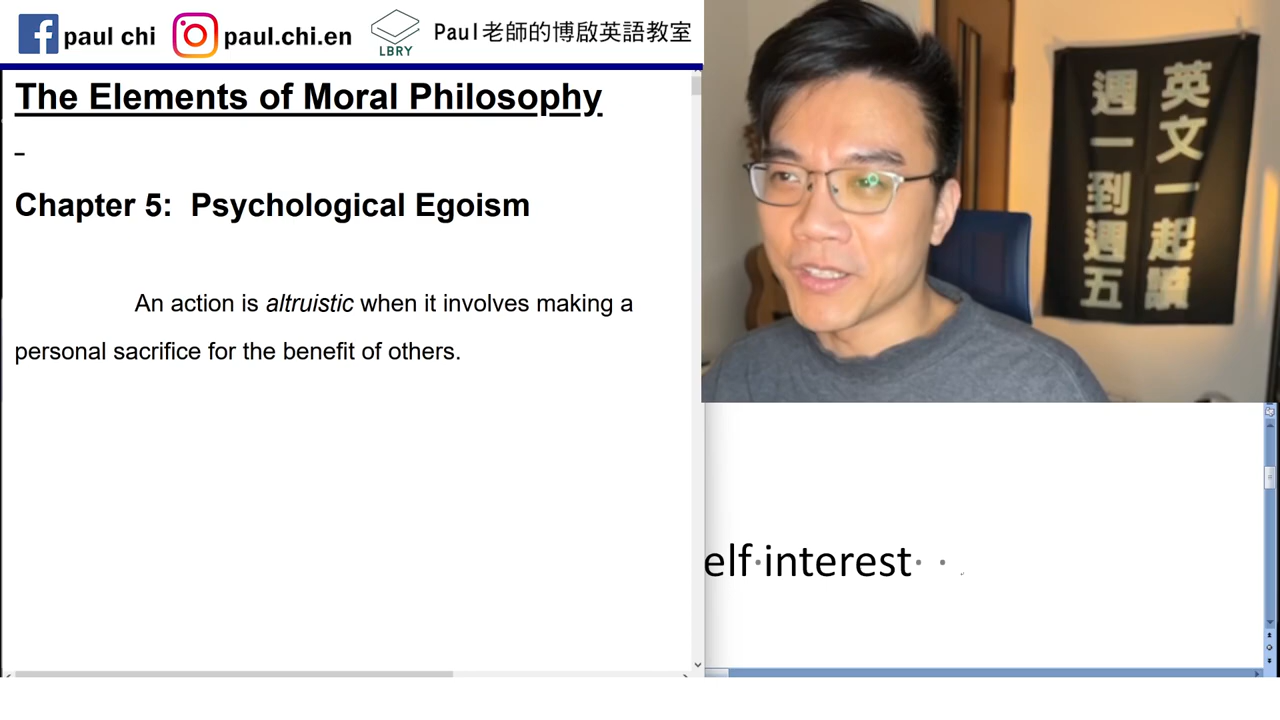 paul chi
paul.chi.en
LBRY
Paul老師的博啟英語教室
The Elements of Moral Philosophy
Chapter 5: Psychological Egoism
An action is altruistic when it involves making a
personal sacrifice for the benefit of others.
英文一起讀
週一到週五
elf interest